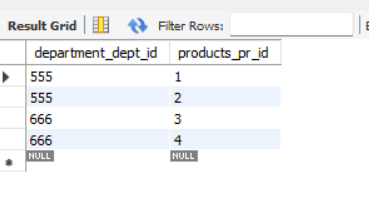 Result Grid Filter Rows:
department_dept_id products_pr_id
555 1
555 2
666 3
666 4
NULL NULL